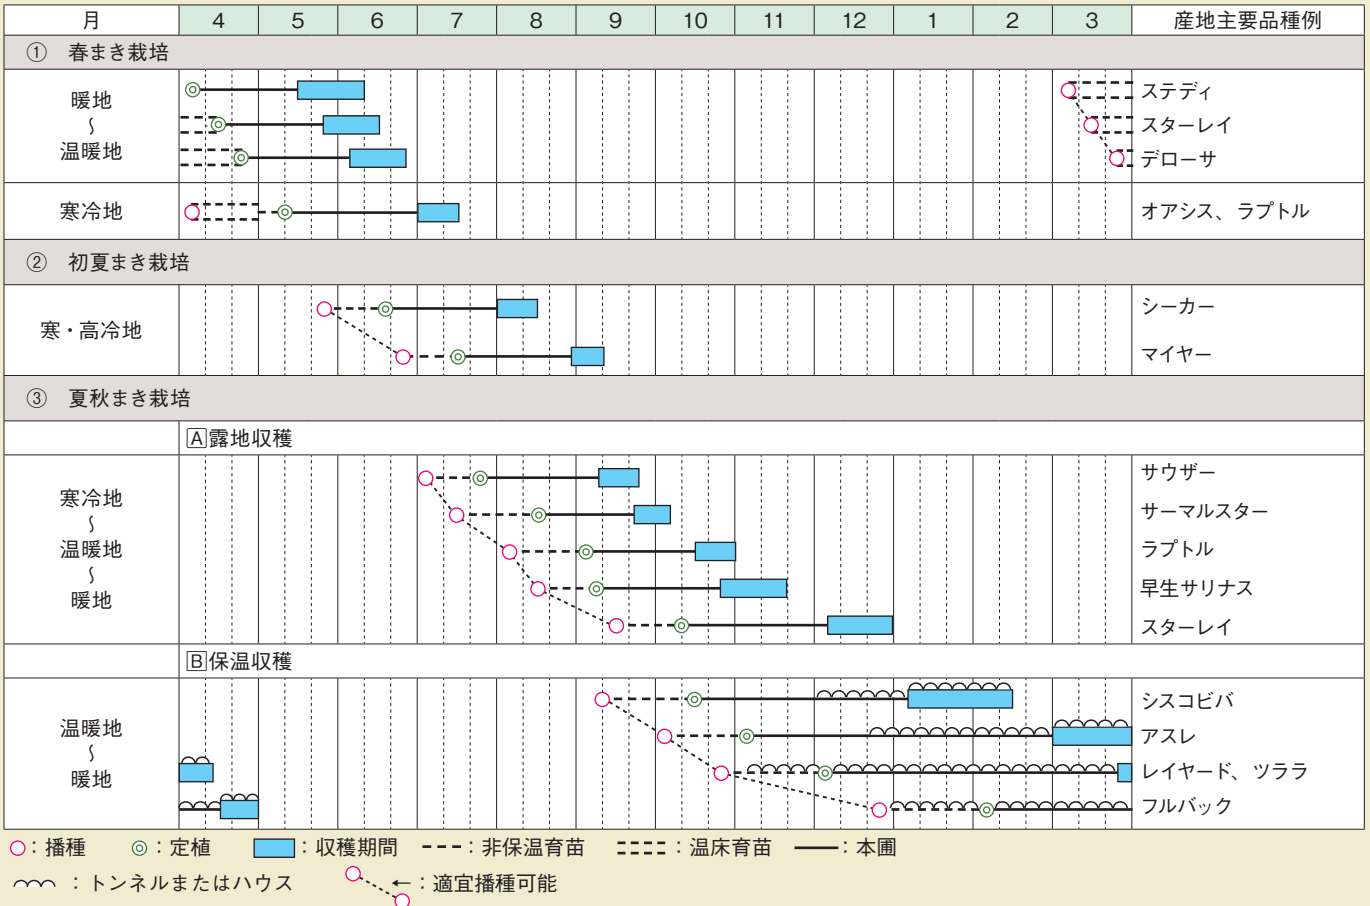 月 4 5 6 7 8 9 10 11 12 1 2 3 産地主要品種例
① 春まき栽培
暖地
〜
温暖地
ステディ
スターレイ
デローサ
寒冷地 オアシス、ラプトル
② 初夏まき栽培
寒・高冷地
シーカー
マイヤー
③ 夏秋まき栽培
A露地収穫
寒冷地
〜
温暖地
〜
暖地
サウザー
サーマルスター
ラプトル
早生サリナス
スターレイ
B保温収穫
温暖地
〜
暖地
シスコビバ
アスレ
レイヤード、ツララ
フルバック
:播種 :定植 :収穫期間 :非保温育苗 :温床育苗 :本圃
:トンネルまたはハウス ←:適宜播種可能